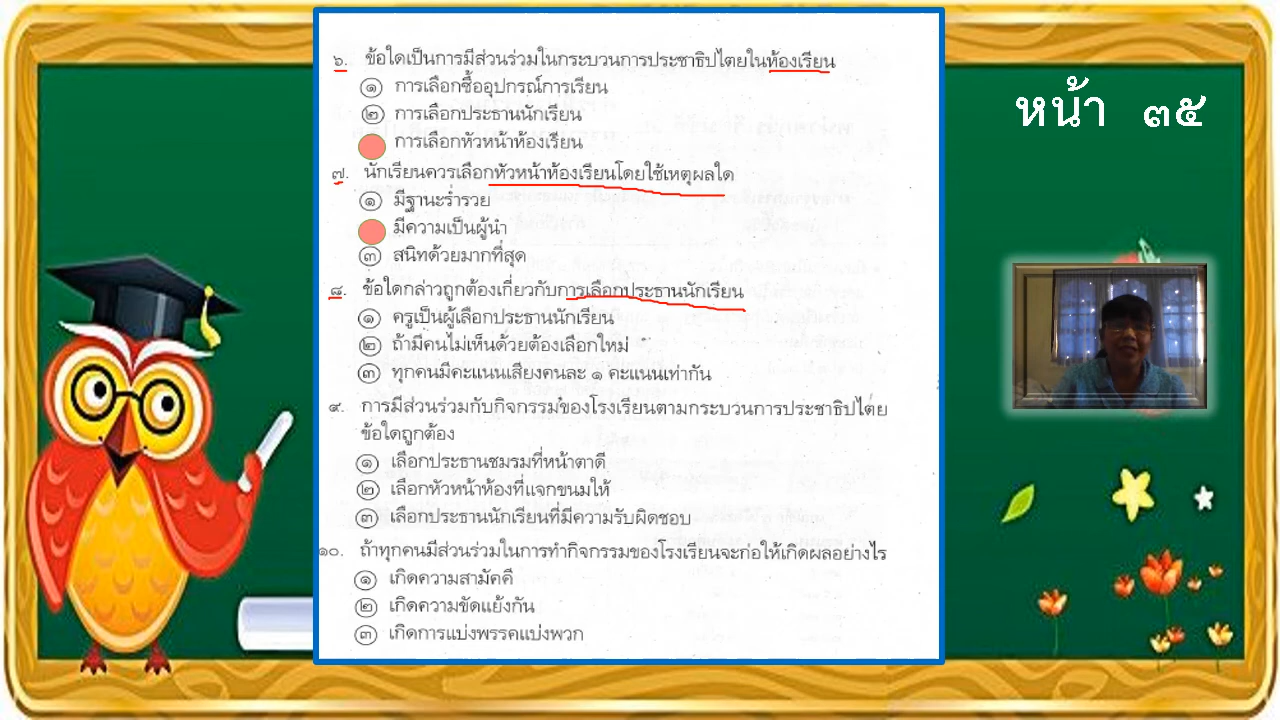 ๖. ข้อใดเป็นการมีส่วนร่วมในกระบวนการประชาธิปไตยในห้องเรียน
① การเลือกซื้ออุปกรณ์การเรียน
② การเลือกประธานนักเรียน
การเลือกหัวหน้าห้องเรียน
๗. นักเรียนควรเลือกหัวหน้าห้องเรียนโดยใช้เหตุผลใด
① มีฐานะร่ำรวย
มีความเป็นผู้นำ
③ สนิทด้วยมากที่สุด
๘. ข้อใดกล่าวถูกต้องเกี่ยวกับการเลือกประธานนักเรียน
① ครูเป็นผู้เลือกประธานนักเรียน
② ถ้ามีคนไม่เห็นด้วยต้องเลือกใหม่
③ ทุกคนมีคะแนนเสียงคนละ ๑ คะแนนเท่ากัน
๙. การมีส่วนร่วมกับกิจกรรมของโรงเรียนตามกระบวนการประชาธิปไตย
ข้อใดถูกต้อง
① เลือกประธานชมรมที่หน้าตาดี
② เลือกหัวหน้าห้องที่แจกขนมให้
③ เลือกประธานนักเรียนที่มีความรับผิดชอบ
๑๐. ถ้าทุกคนมีส่วนร่วมในการทำกิจกรรมของโรงเรียนจะก่อให้เกิดผลอย่างไร
① เกิดความสามัคคี
② เกิดความขัดแย้งกัน
③ เกิดการแบ่งพรรคแบ่งพวก
หน้า ๓๕